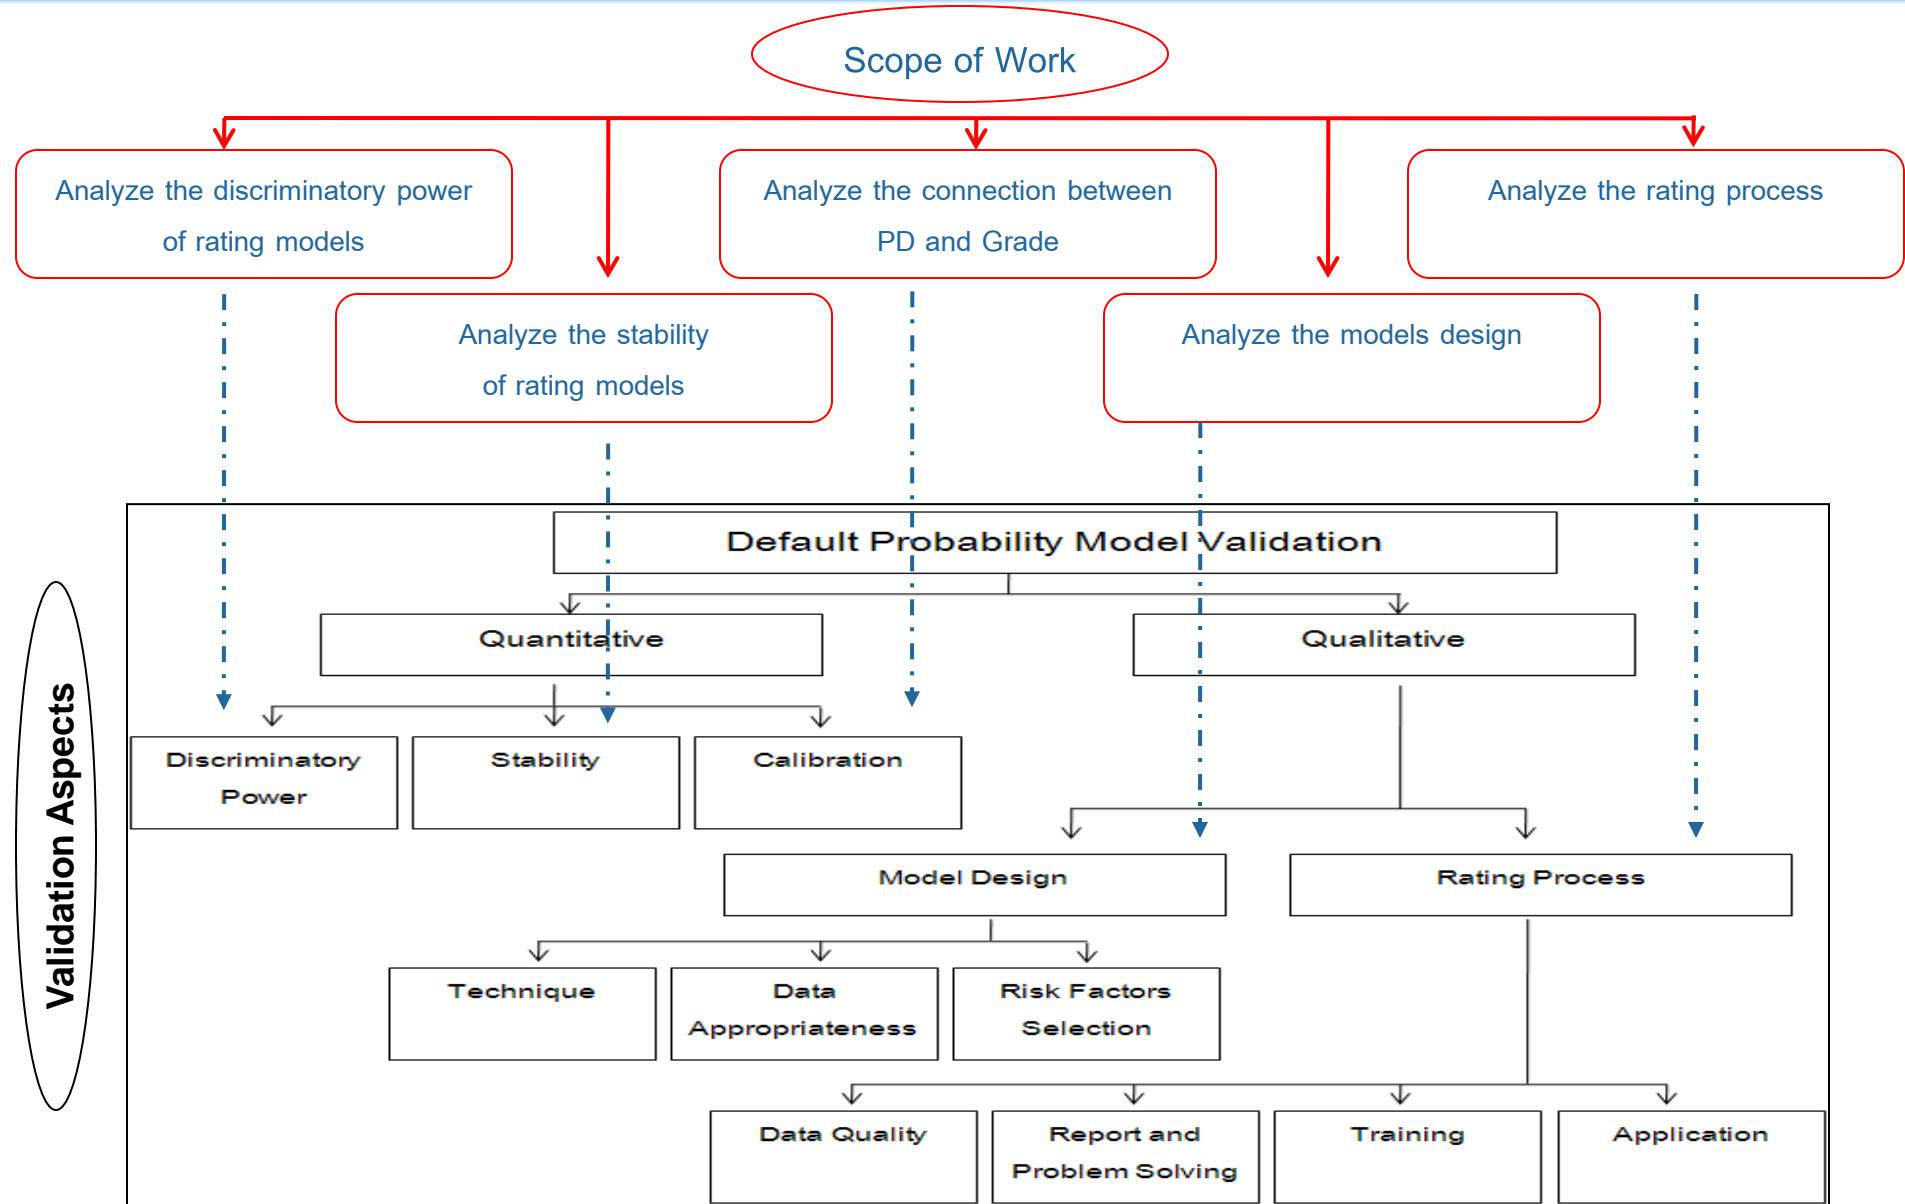 Scope of Work
Analyze the discriminatory power
of rating models
Analyze the connection between
PD and Grade
Analyze the rating process
Analyze the stability
of rating models
Analyze the models design
Validation Aspects
Default Probability Model Validation
Quantitative
Qualitative
Discriminatory
Power
Stability
Calibration
Model Design
Rating Process
Technique
Data
Appropriateness
Risk Factors
Selection
Data Quality
Report and
Problem Solving
Training
Application